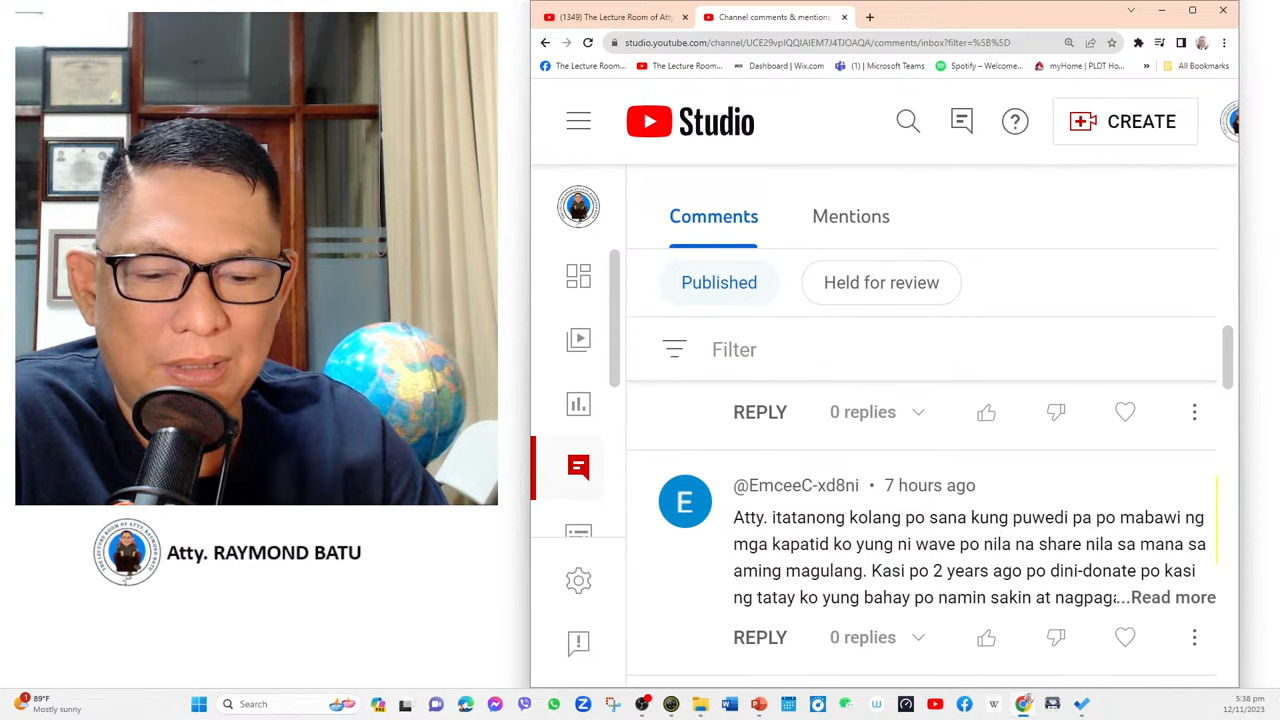 (1349) The Lecture Room of Atty
Channel comments & mentions
studio.youtube.com/channel/UCE29vplQQIAIEM7J4TJOAQA/comments/inbox?filter=%5B%5D
The Lecture Room...
The Lecture Room...
Dashboard | Wix.com
(1) | Microsoft Teams
Spotify – Welcome...
myHome | PLDT Ho...
All Bookmarks
Studio
CREATE
Comments
Mentions
Published
Held for review
Filter
REPLY
0 replies
E
@EmceeC-xd8ni • 7 hours ago
Atty. itatanong kolang po sana kung puwedi pa po mabawi ng
mga kapatid ko yung ni wave po nila na share nila sa mana sa
aming magulang. Kasi po 2 years ago po dini-donate po kasi
ng tatay ko yung bahay po namin sakin at nagpaga...Read more
REPLY
0 replies
Atty. RAYMOND BATU
89°F
Mostly sunny
Search
5:38 pm
12/11/2023